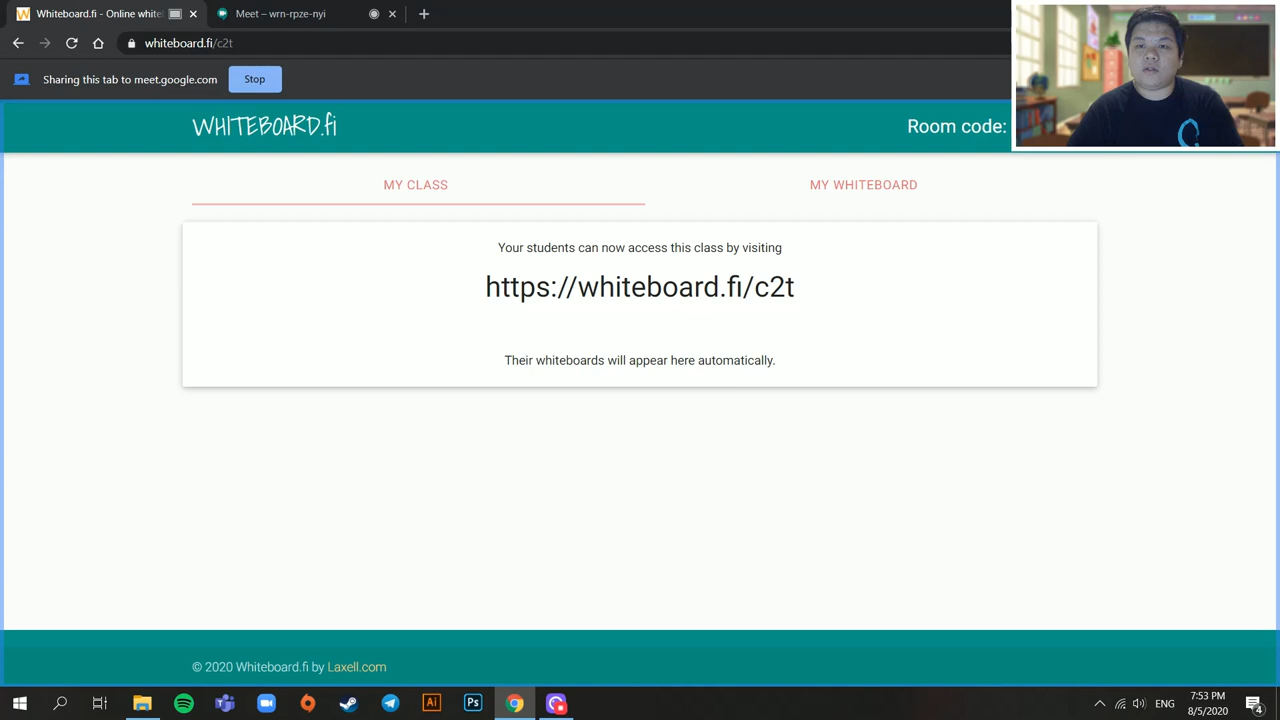 Whiteboard.fi - Online white
Meet – wrn-rpze-nyi
whiteboard.fi/c2t
Sharing this tab to meet.google.com
Stop
WHITEBOARD.fi
Room code:
MY CLASS
MY WHITEBOARD
Your students can now access this class by visiting
https://whiteboard.fi/c2t
Their whiteboards will appear here automatically.
© 2020 Whiteboard.fi by Laxell.com
Ai
Ps
ENG
7:53 PM
8/5/2020
4